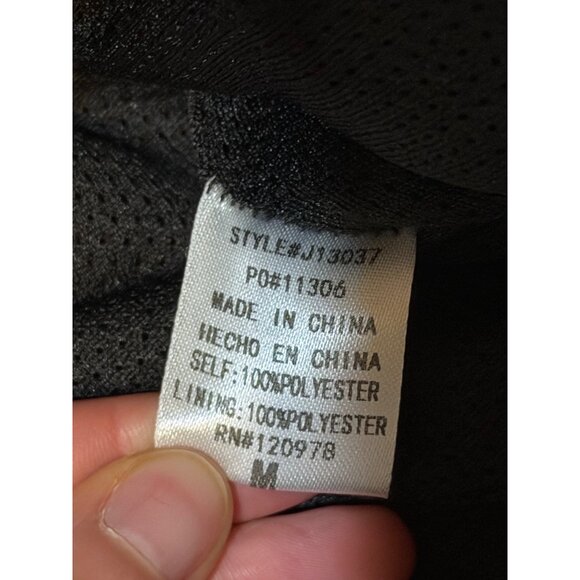 STYLE#J13037
PO#11306
MADE IN CHINA
HECHO EN CHINA
SELF:100%POLYESTER
LINING:100%POLYESTER
RN#120978
M